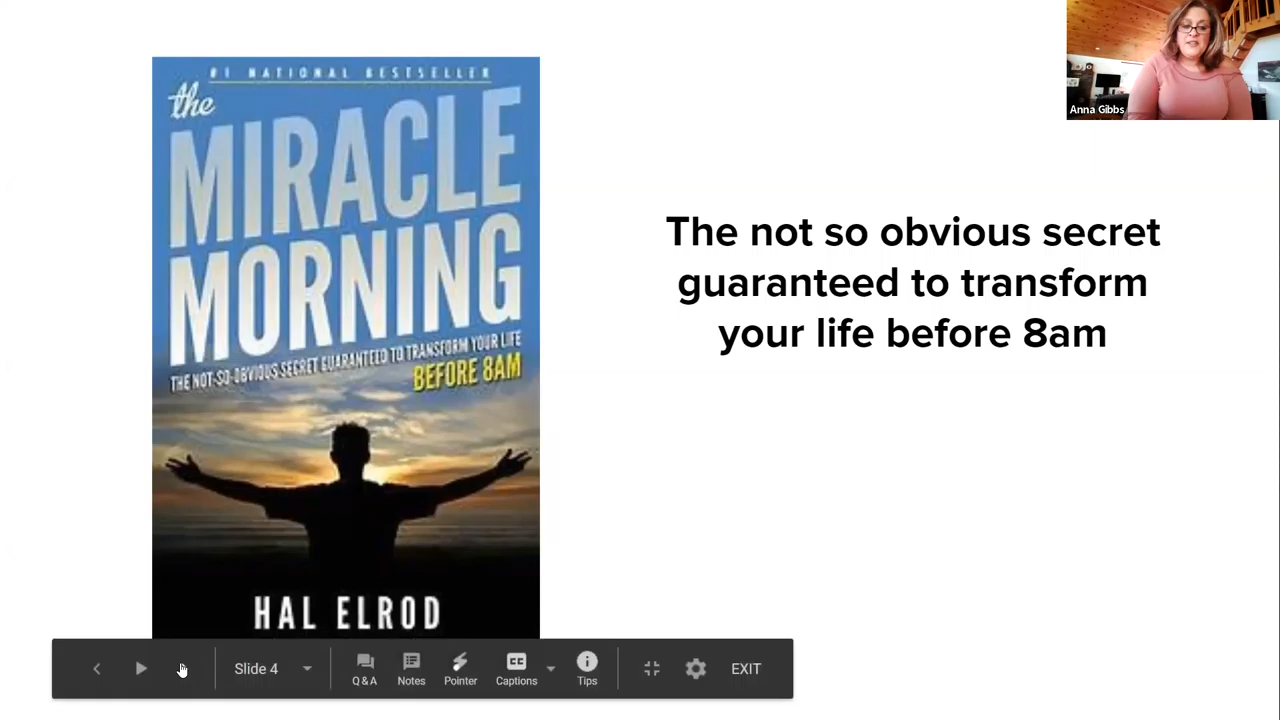 #1 NATIONAL BESTSELLER
the
MIRACLE
MORNING
THE NOT-SO-OBVIOUS SECRET GUARANTEED TO TRANSFORM YOUR LIFE
BEFORE 8AM
HAL ELROD
The not so obvious secret
guaranteed to transform
your life before 8am
Anna Gibbs
Slide 4
Q & A
Notes
Pointer
CC
Captions
Tips
EXIT